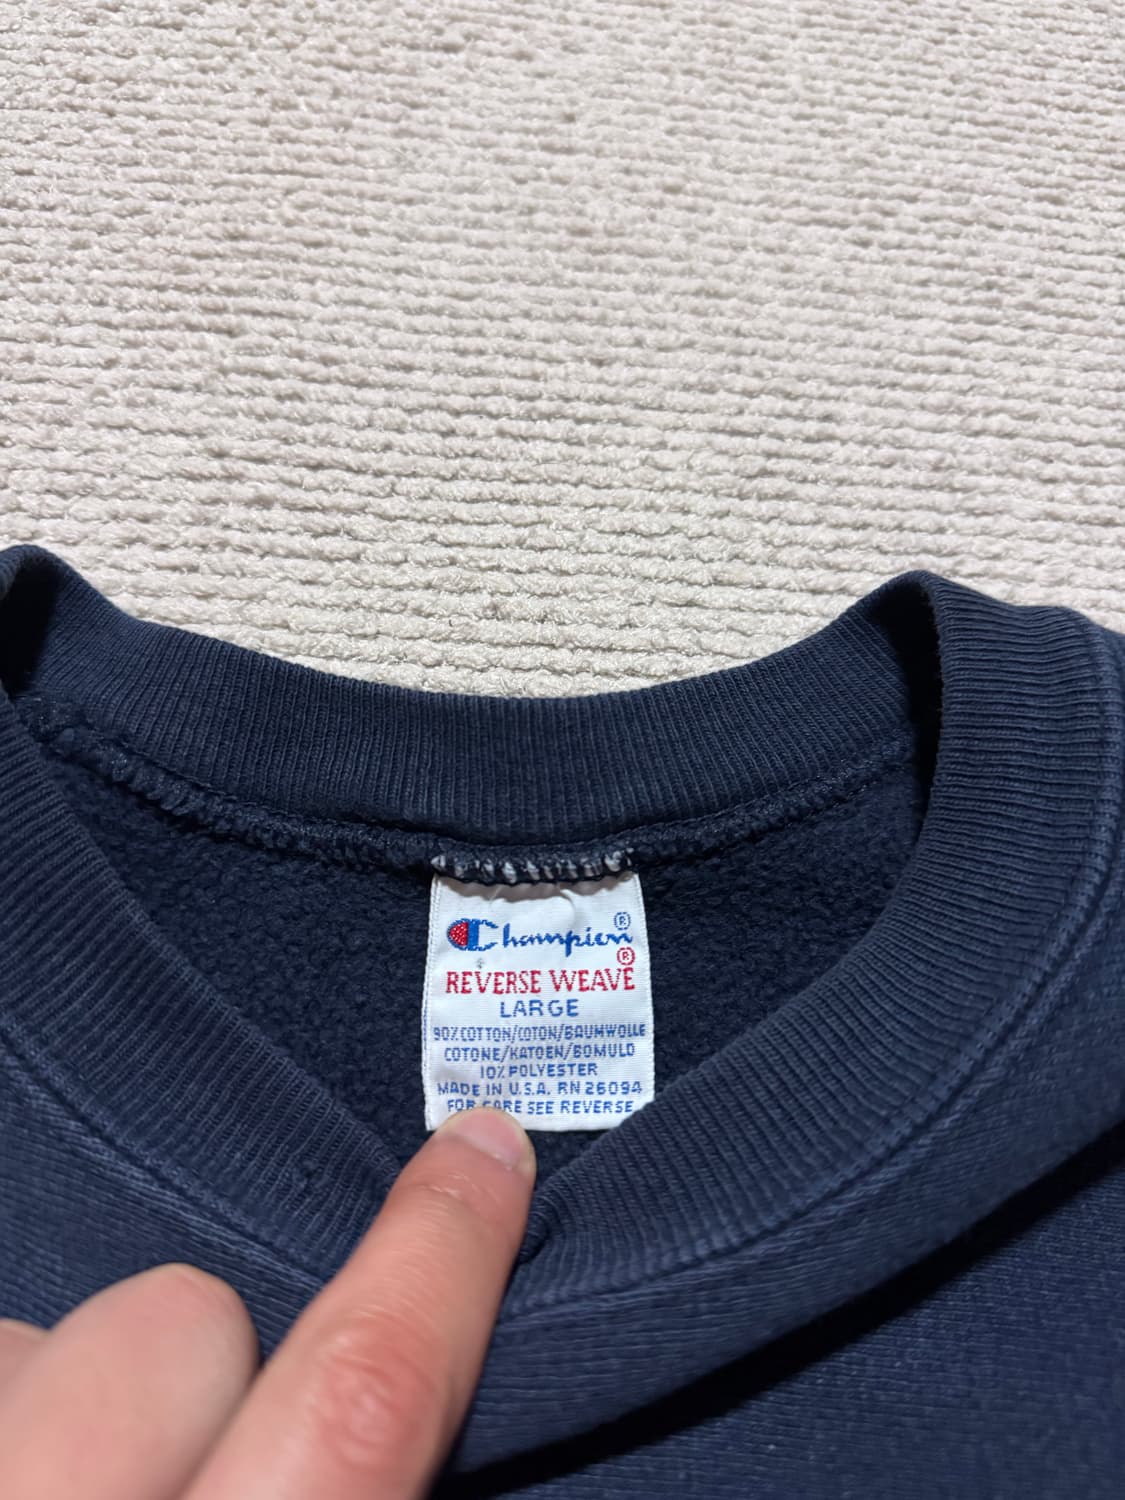 Champion®
REVERSE WEAVE®
LARGE
90% COTTON/COTON/BAUMWOLLE
COTONE/KATOEN/BOMULD
10% POLYESTER
MADE IN U.S.A. RN 26094
FOR CARE SEE REVERSE